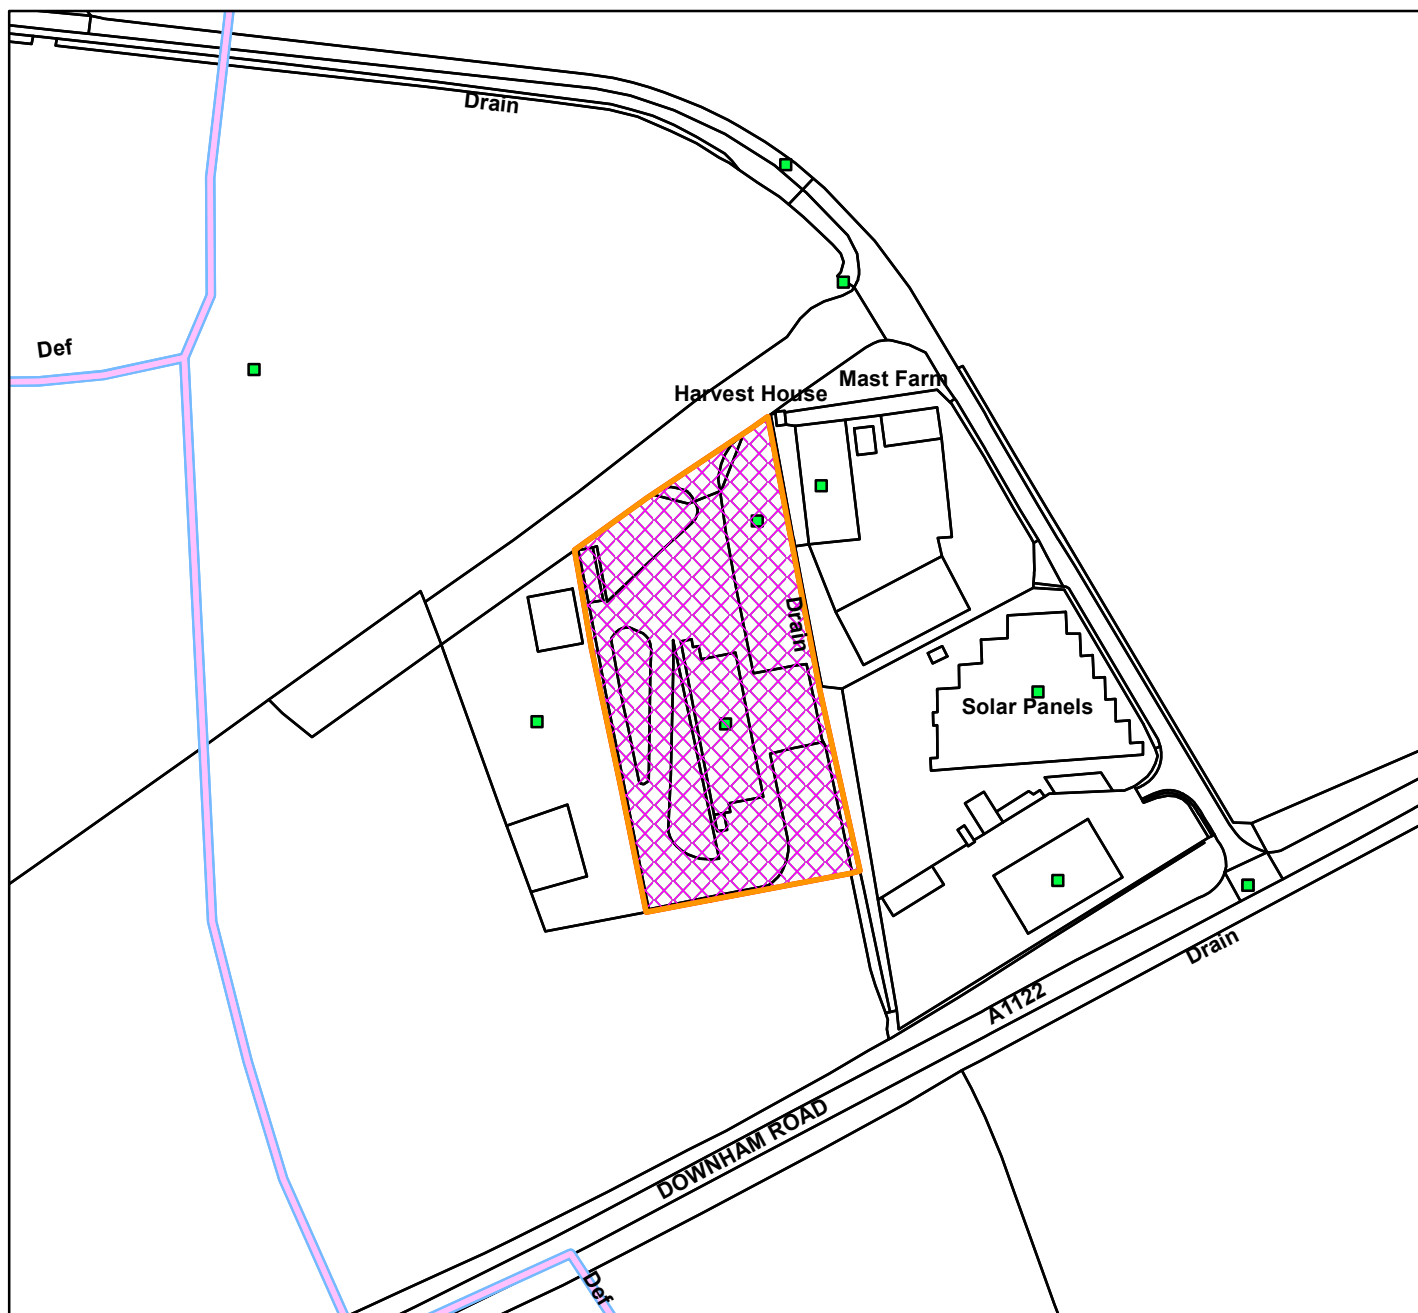 Drain
Def
Mast Farm
Harvest House
Drain
Solar Panels
Drain
A1122
DOWNHAM ROAD
Def